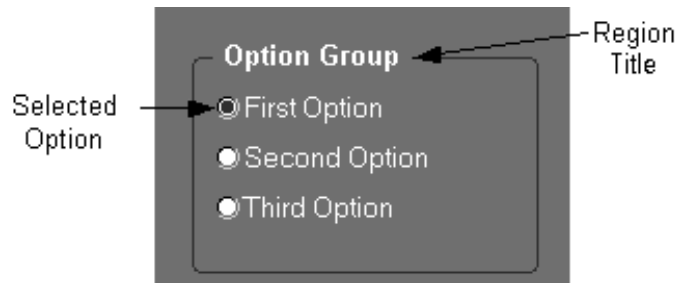 Option Group
Region
Title
Selected
Option
First Option
Second Option
Third Option